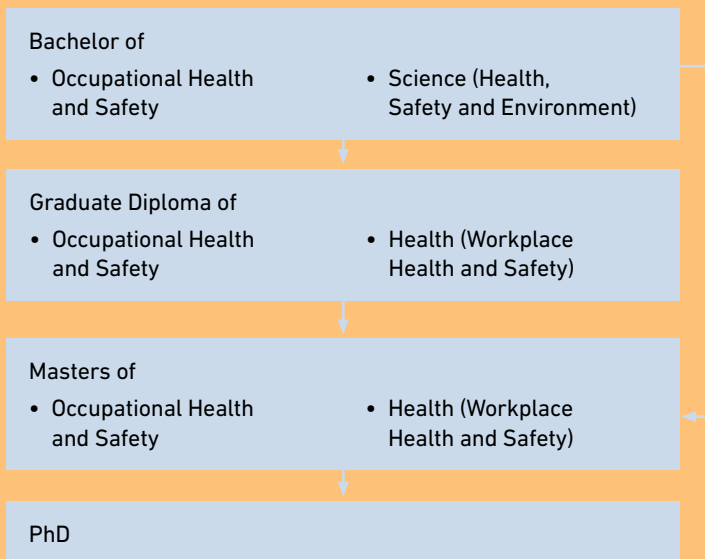 Bachelor of
• Occupational Health
and Safety
• Science (Health,
Safety and Environment)
Graduate Diploma of
• Occupational Health
and Safety
• Health (Workplace
Health and Safety)
Masters of
• Occupational Health
and Safety
• Health (Workplace
Health and Safety)
PhD